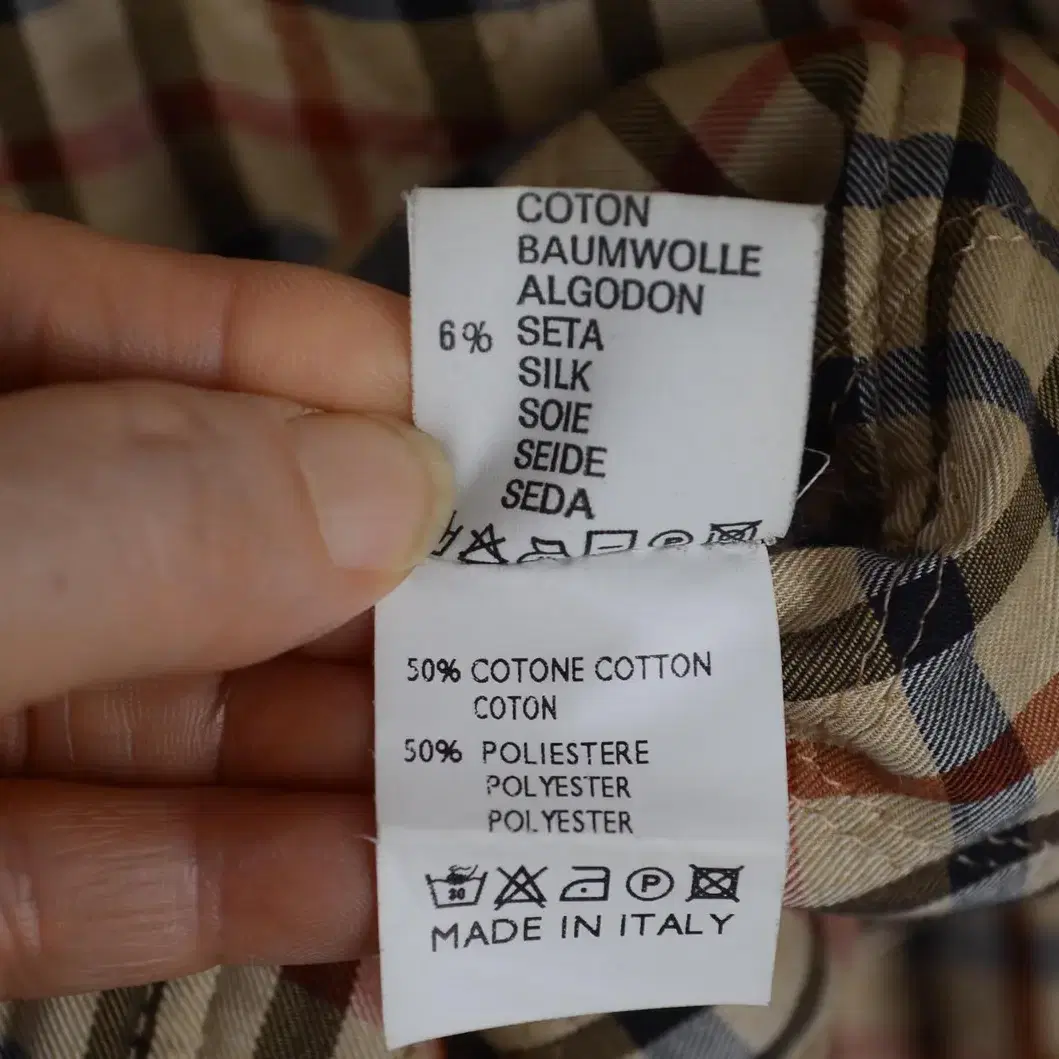 COTON
BAUMWOLLE
ALGODON
6% SETA
SILK
SOIE
SEIDE
SEDA
50% COTONE COTTON
COTON
50% POLIESTERE
POLYESTER
POLYESTER
30 P
MADE IN ITALY